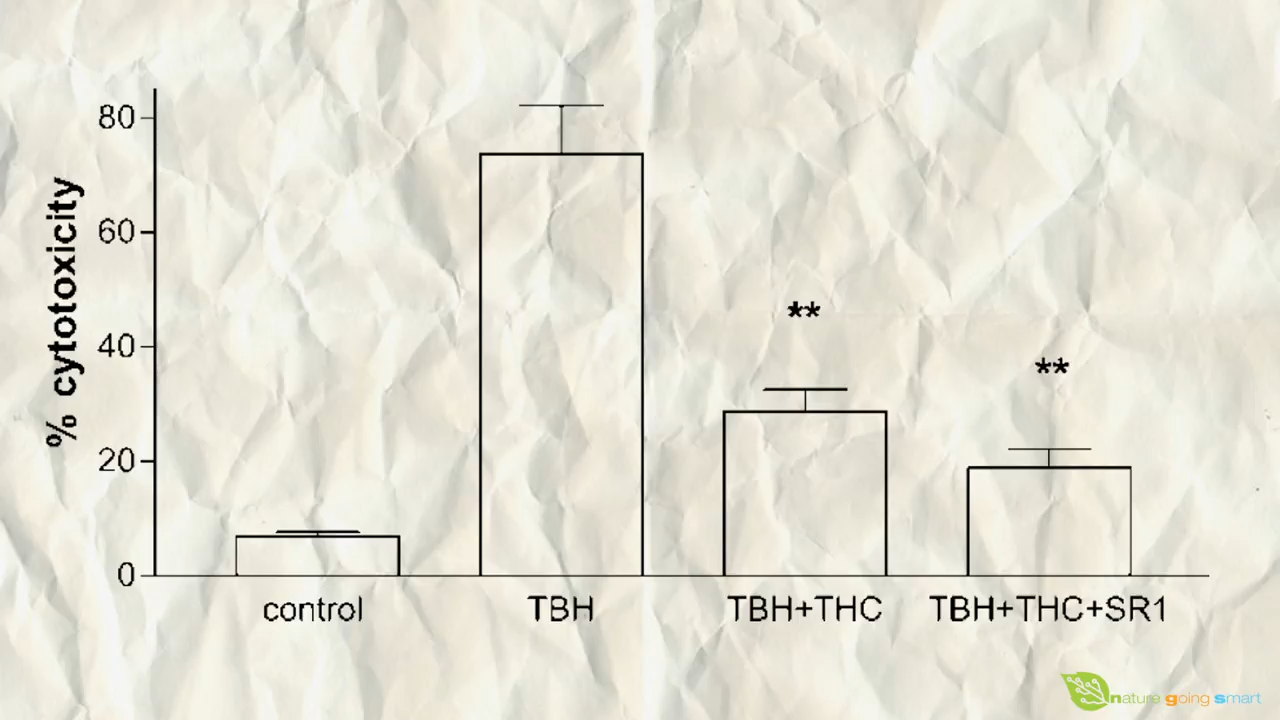 % cytotoxicity
80
60
40
20
0
**
**
control TBH TBH+THC TBH+THC+SR1
nature going smart